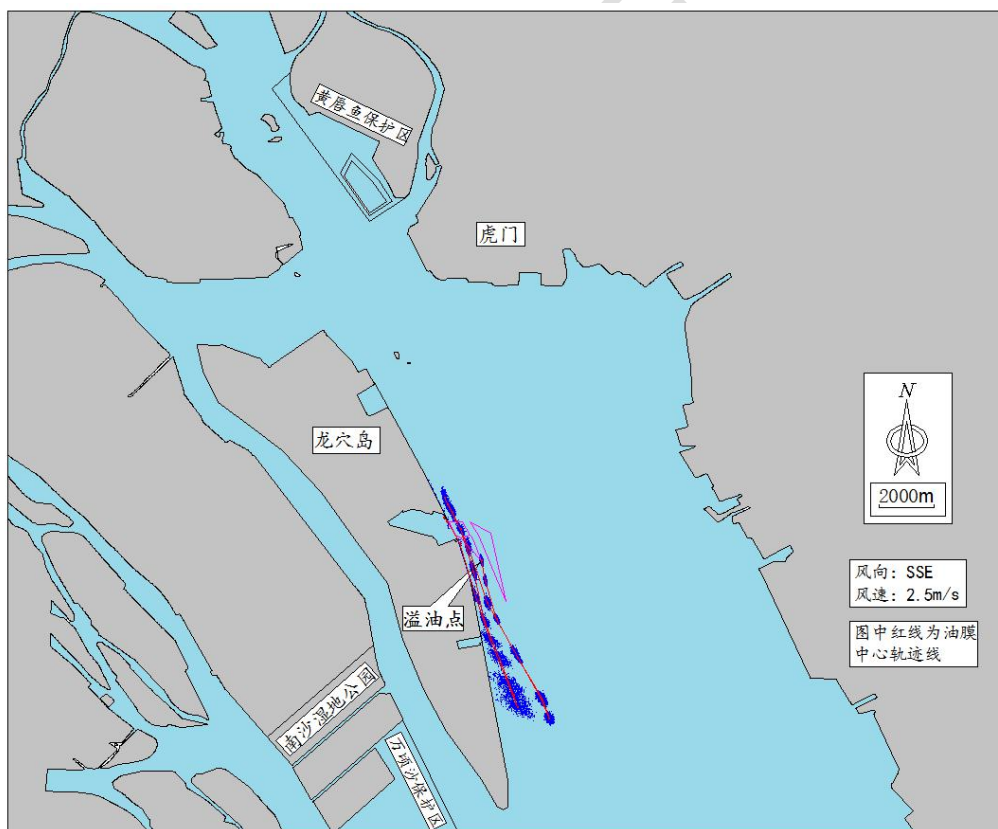 黄唇鱼保护区
虎门
龙穴岛
N
2000m
溢油点
风向: SSE
风速: 2.5m/s
图中红线为油膜
中心轨迹线
南沙湿地公园
万顷沙保护区